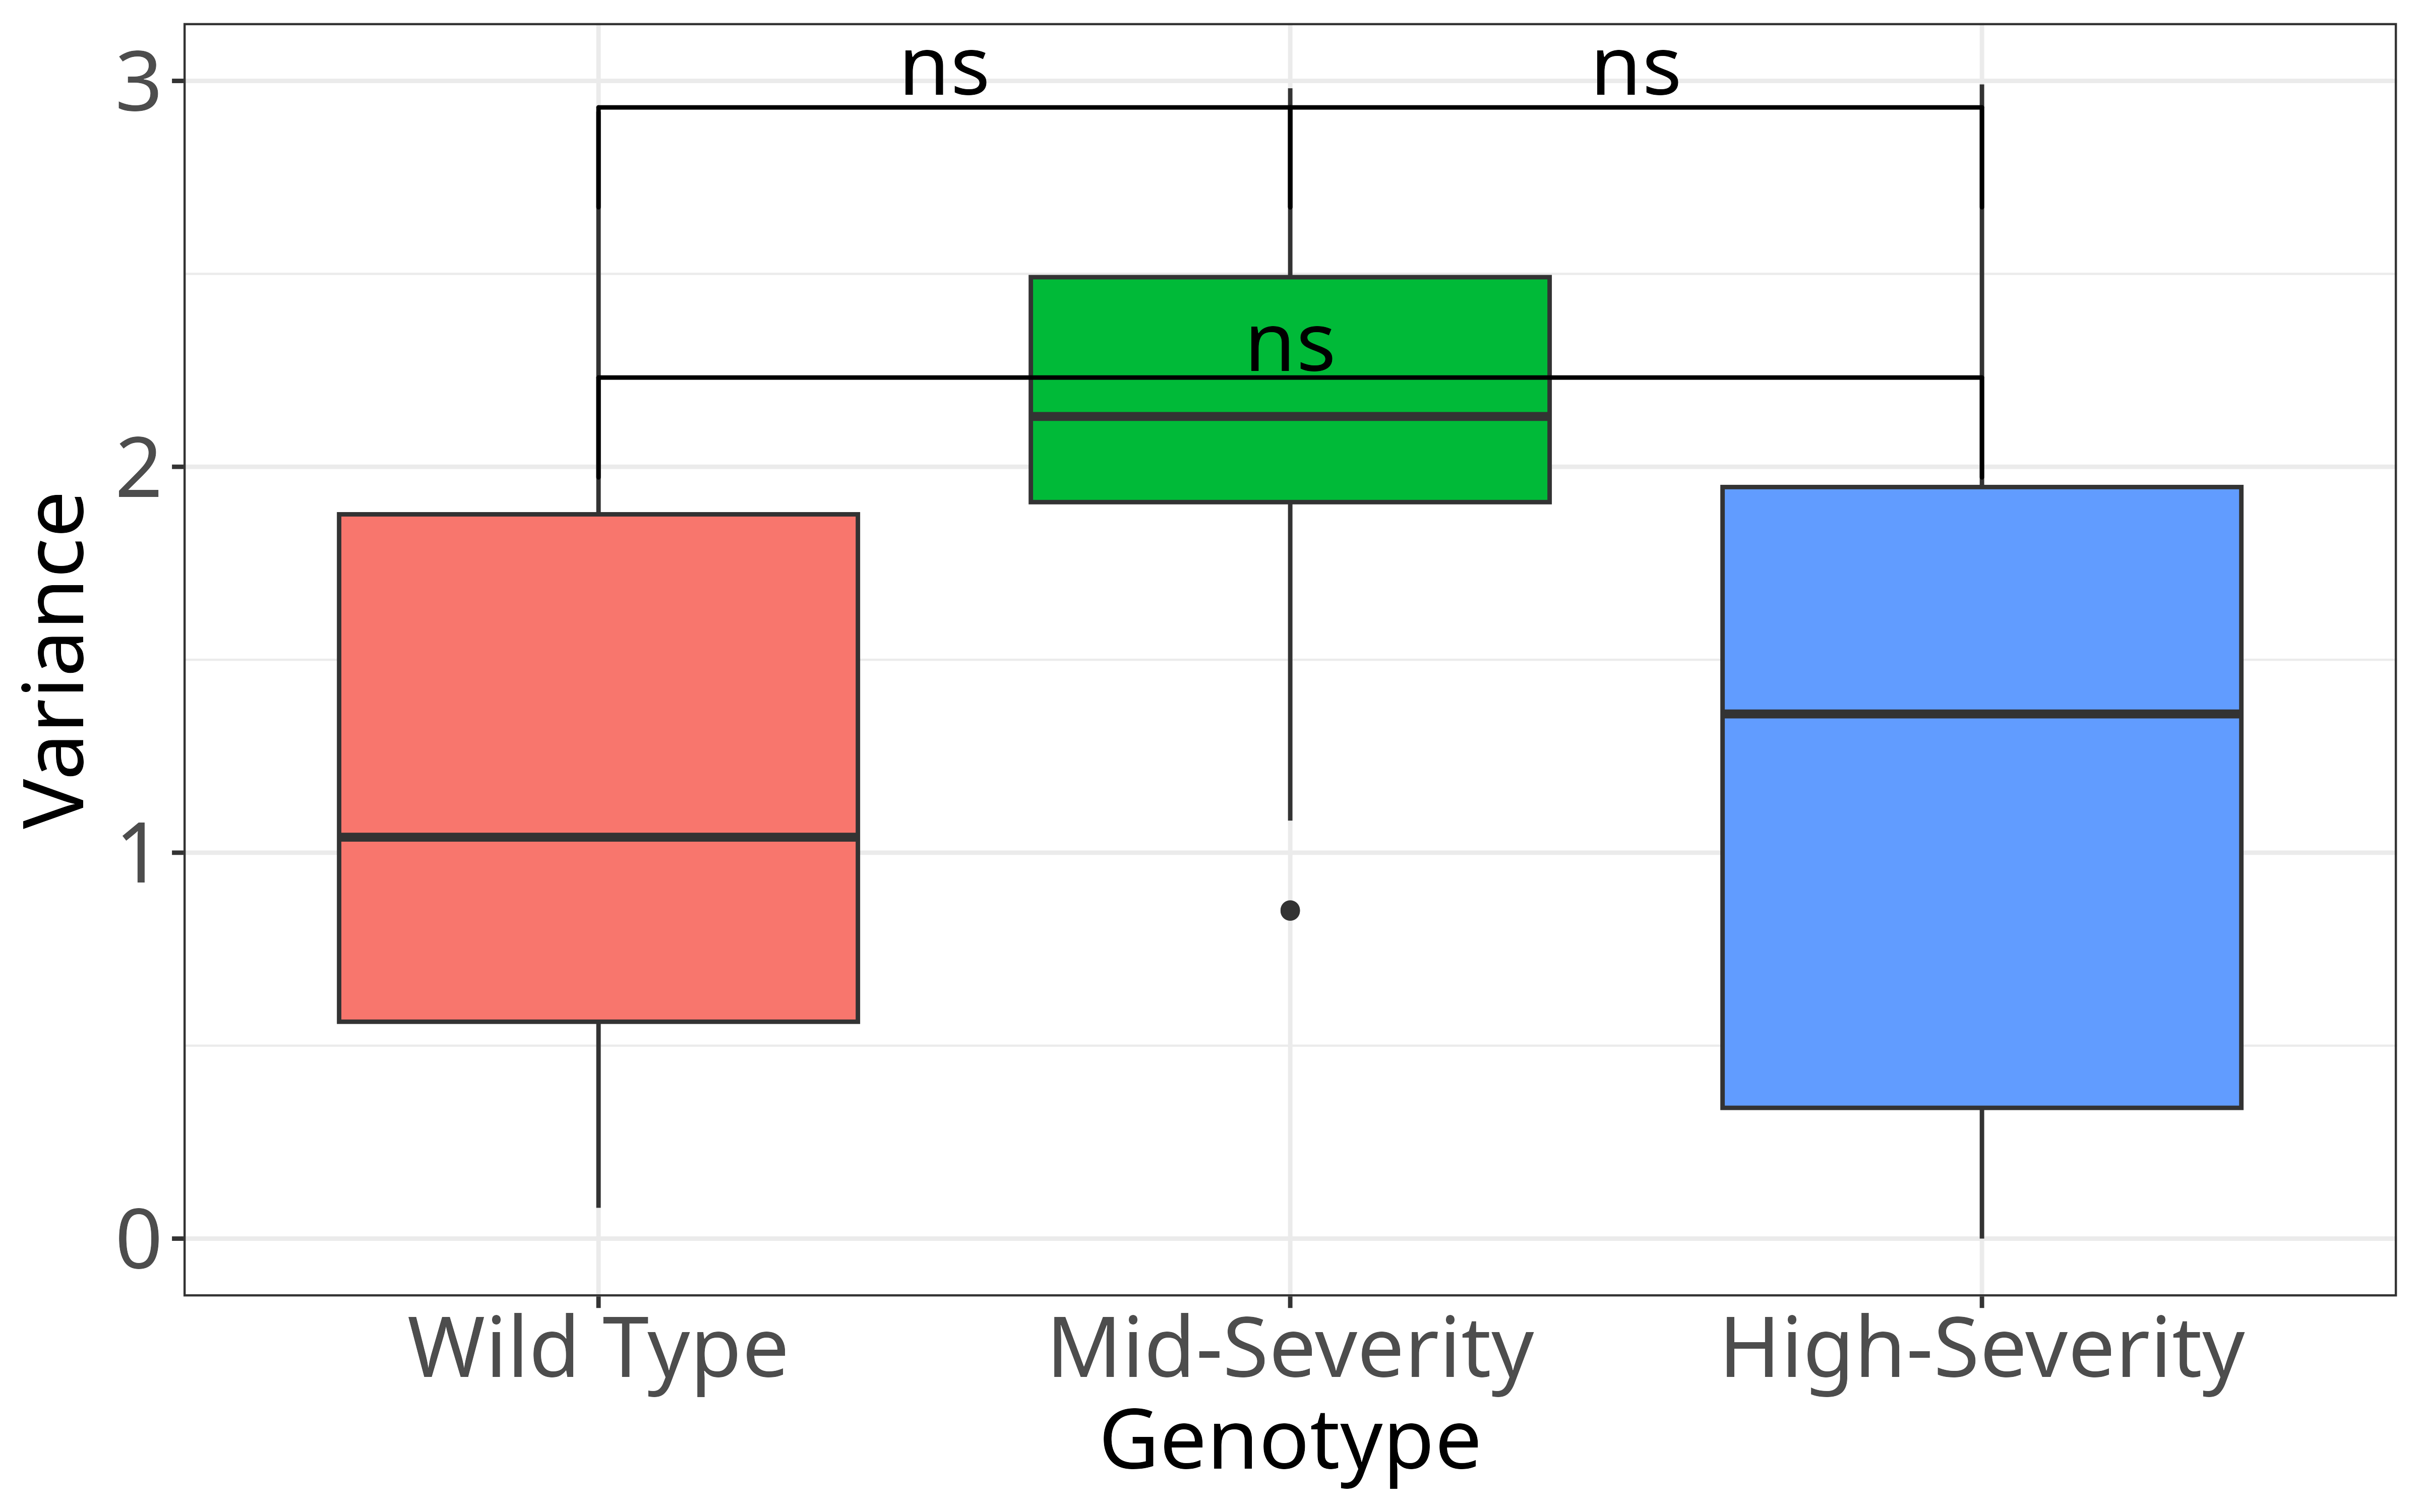 3
ns
ns
ns
2
1
0
Variance
Wild Type
Mid-Severity
High-Severity
Genotype